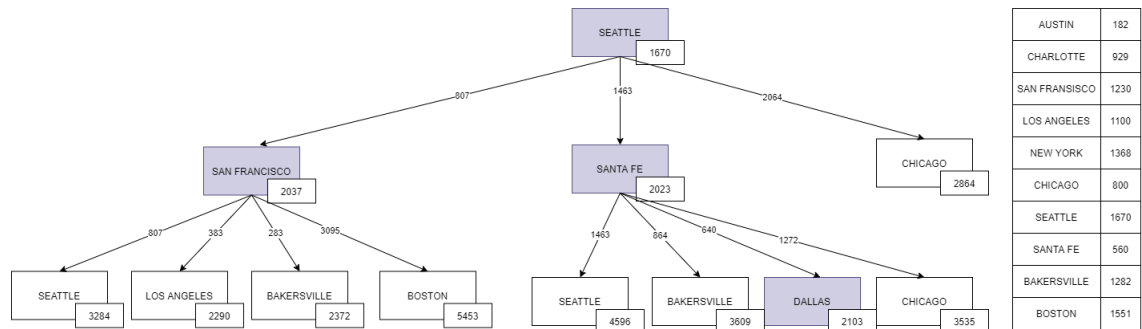 SEATTLE
1670
807
1463
2064
SAN FRANCISCO
2037
SANTA FE
2023
CHICAGO
2864
807
383
283
3095
1463
864
640
1272
SEATTLE
3284
LOS ANGELES
2290
BAKERSVILLE
2372
BOSTON
5453
SEATTLE
4596
BAKERSVILLE
3609
DALLAS
2103
CHICAGO
3535
AUSTIN 182
CHARLOTTE 929
SAN FRANSISCO 1230
LOS ANGELES 1100
NEW YORK 1368
CHICAGO 800
SEATTLE 1670
SANTA FE 560
BAKERSVILLE 1282
BOSTON 1551